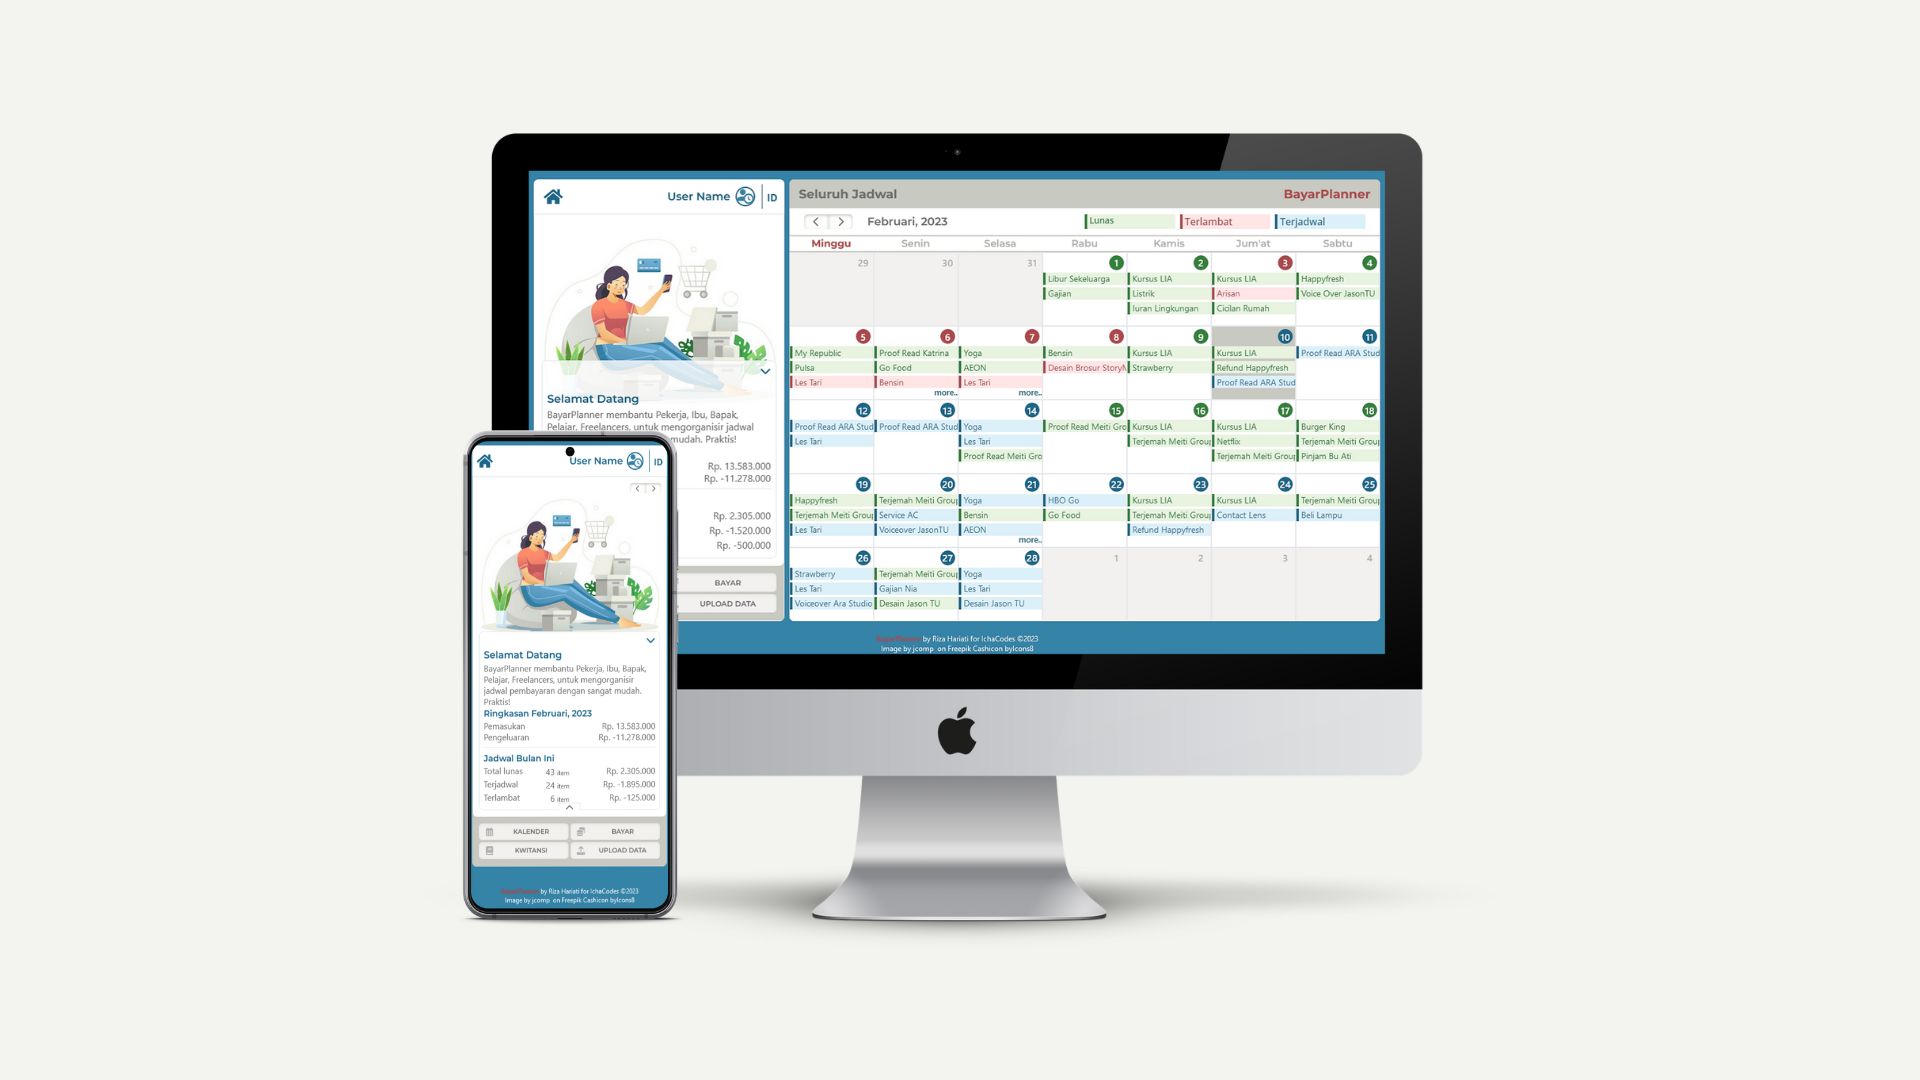 User Name
ID
Selamat Datang
BayarPlanner membantu Pekerja, Ibu, Bapak,
Pelajar, Freelancers, untuk mengorganisir jadwal
mudah. Praktis!
Rp. 13.583.000
Rp. -11.278.000
Rp. 2.305.000
Rp. -1.520.000
Rp. -500.000
BAYAR
UPLOAD DATA
Seluruh Jadwal
BayarPlanner
Februari, 2023
Lunas
Terlambat
Terjadwal
Minggu Senin Selasa Rabu Kamis Jum'at Sabtu
29 30 31 1 2 3 4
Libur Sekeluarga Kursus LIA Kursus LIA Happyfresh
Gajian Listrik Arisan Voice Over JasonTU
Iuran Lingkungan Cicilan Rumah
5 6 7 8 9 10 11
My Republic Proof Read Katrina Yoga Bensin Kursus LIA Kursus LIA Proof Read ARA Stud
Pulsa Go Food AEON Desain Brosur StoryM Strawberry Refund Happyfresh
Les Tari Bensin Les Tari Proof Read ARA Stud
more.. more..
12 13 14 15 16 17 18
Proof Read ARA Stud Proof Read ARA Stud Yoga Proof Read Meiti Gro Kursus LIA Kursus LIA Burger King
Les Tari Les Tari Terjemah Meiti Group Netflix Terjemah Meiti Group
Proof Read Meiti Gro Terjemah Meiti Group Pinjam Bu Ati
19 20 21 22 23 24 25
Happyfresh Terjemah Meiti Group Yoga HBO Go Kursus LIA Kursus LIA Terjemah Meiti Group
Terjemah Meiti Group Service AC Bensin Go Food Terjemah Meiti Group Contact Lens Beli Lampu
Les Tari Voiceover JasonTU AEON Refund Happyfresh
more..
26 27 28 1 2 3 4
Strawberry Terjemah Meiti Group Yoga
Les Tari Gajian Nia Les Tari
Voiceover Ara Studio Desain Jason TU Desain Jason TU
BayarPlanner by Riza Hariati for IchaCodes ©2023
Image by jcomp on Freepik Cashicon byIcons8
User Name
ID
Selamat Datang
BayarPlanner membantu Pekerja, Ibu, Bapak,
Pelajar, Freelancers, untuk mengorganisir
jadwal pembayaran dengan sangat mudah.
Praktis!
Ringkasan Februari, 2023
Pemasukan Rp. 13.583.000
Pengeluaran Rp. -11.278.000
Jadwal Bulan Ini
Total lunas 43 item Rp. 2.305.000
Terjadwal 24 item Rp. -1.895.000
Terlambat 6 item Rp. -125.000
KALENDER BAYAR
KWITANSI UPLOAD DATA
BayarPlanner by Riza Hariati for IchaCodes ©2023
Image by jcomp on Freepik Cashicon byIcons8